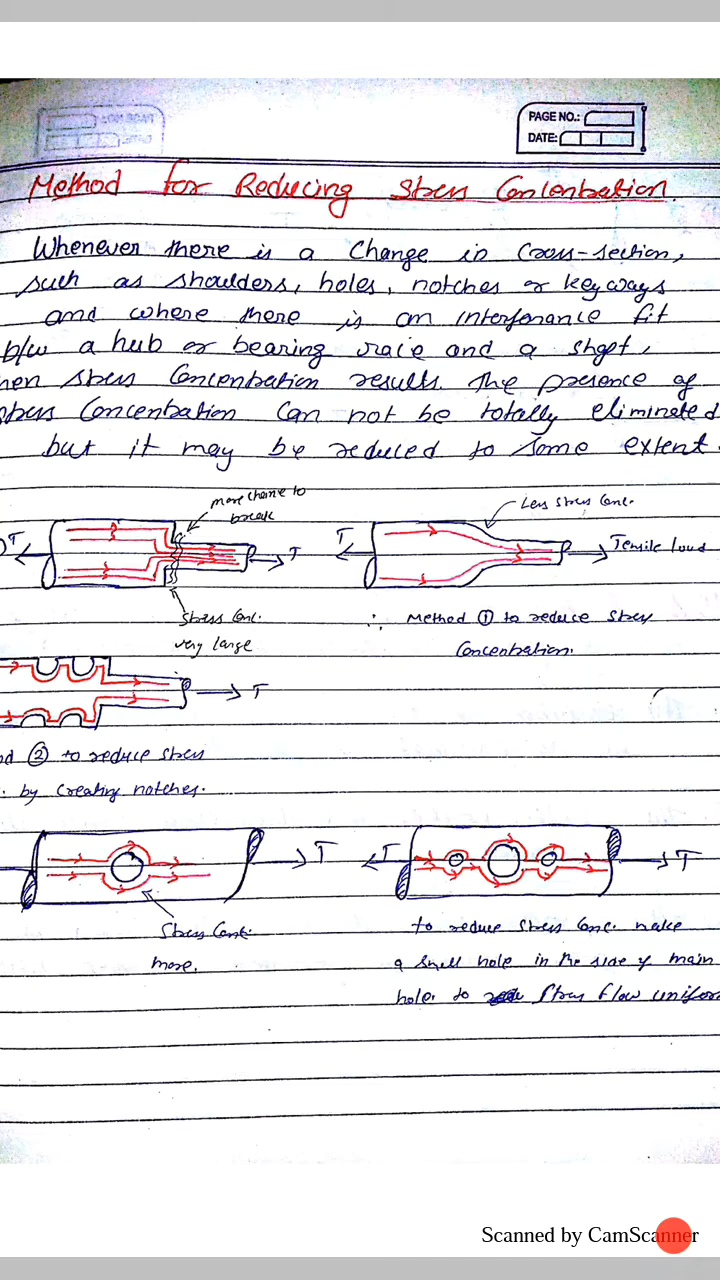 PAGE NO.:
DATE:
Method for Reducing Stress Concentration.
Whenever there is a change in cross-section,
such as shoulders, holes, notches or keyways
and where there is an interferance fit
b/w a hub or bearing race and a shaft,
hen stress concentration results. The presence of
stress concentration can not be totally eliminated
but it may be reduced to some extent.
more chance to
break
Less stress Conc.
T
T
T
Tensile load
Stress Conc.
very large
∴ Method ① to reduce stress
Concentration.
T
od ② to reduce stress
. by creating notches.
T
T
T
Stress Conc.
more.
to reduce stress conc. make
a small hole in the side of main
hole. to stress flow uniform
Scanned by CamScanner